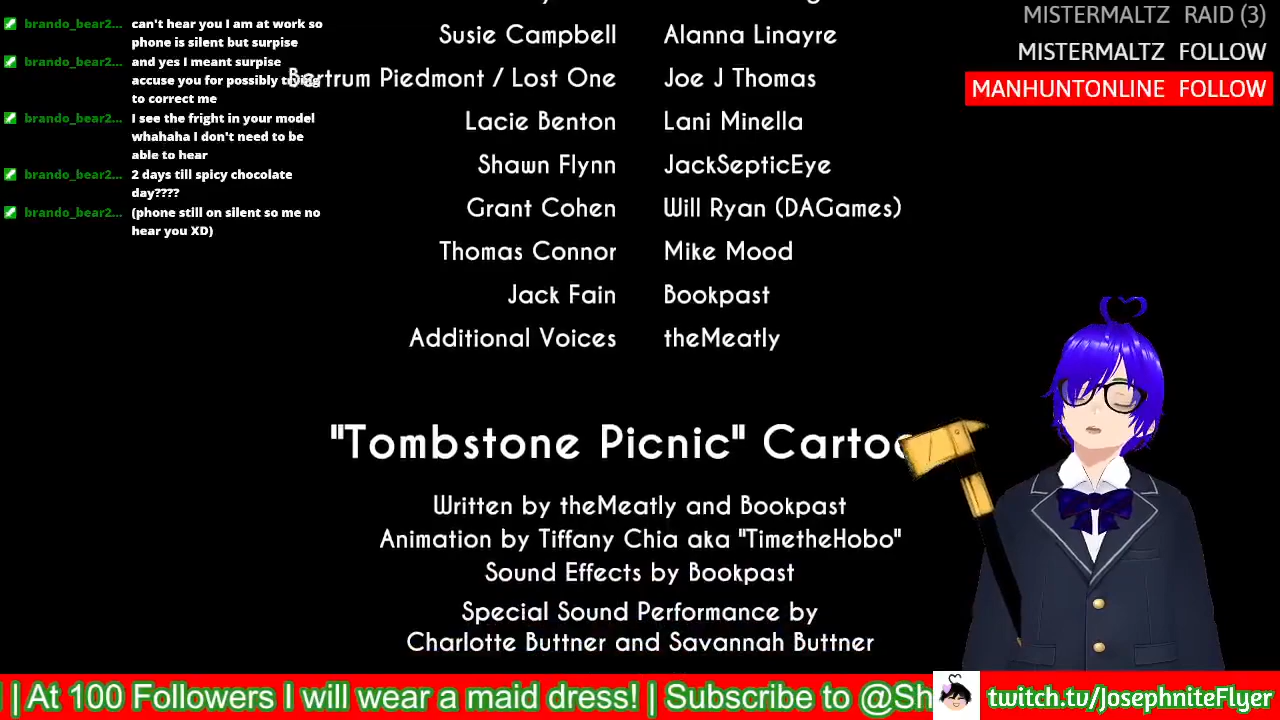 brando_bear2... can't hear you I am at work so
phone is silent but surpise
brando_bear2... and yes I meant surpise
accuse you for possibly trying
to correct me
brando_bear2... I see the fright in your model
whahaha I don't need to be
able to hear
brando_bear2... 2 days till spicy chocolate
day????
brando_bear2... (phone still on silent so me no
hear you XD)
Susie Campbell Alanna Linayre
Bertrum Piedmont / Lost One Joe J Thomas
Lacie Benton Lani Minella
Shawn Flynn JackSepticEye
Grant Cohen Will Ryan (DAGames)
Thomas Connor Mike Mood
Jack Fain Bookpast
Additional Voices theMeatly
"Tombstone Picnic" Cartoo
Written by theMeatly and Bookpast
Animation by Tiffany Chia aka "TimetheHobo"
Sound Effects by Bookpast
Special Sound Performance by
Charlotte Buttner and Savannah Buttner
MISTERMALTZ RAID (3)
MISTERMALTZ FOLLOW
MANHUNTONLINE FOLLOW
| At 100 Followers I will wear a maid dress! | Subscribe to @Sh
twitch.tv/JosephniteFlyer